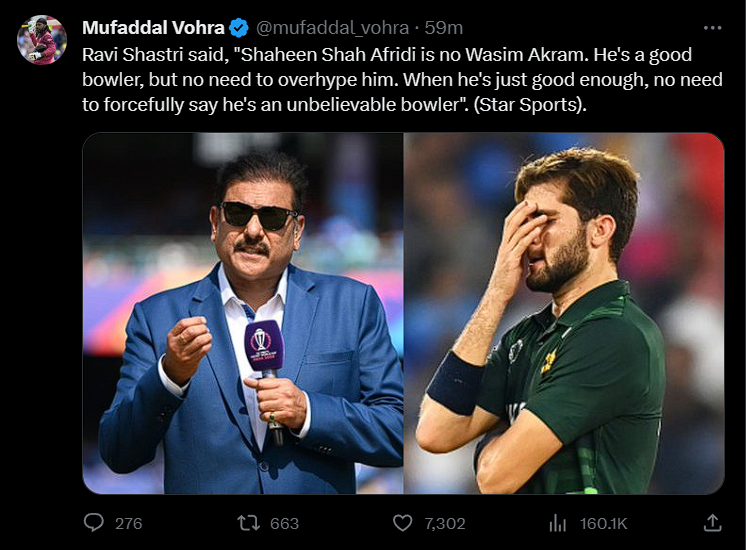 Mufaddal Vohra @mufaddal_vohra · 59m
Ravi Shastri said, "Shaheen Shah Afridi is no Wasim Akram. He's a good
bowler, but no need to overhype him. When he's just good enough, no need
to forcefully say he's an unbelievable bowler". (Star Sports).
276 663 7,302 160.1K